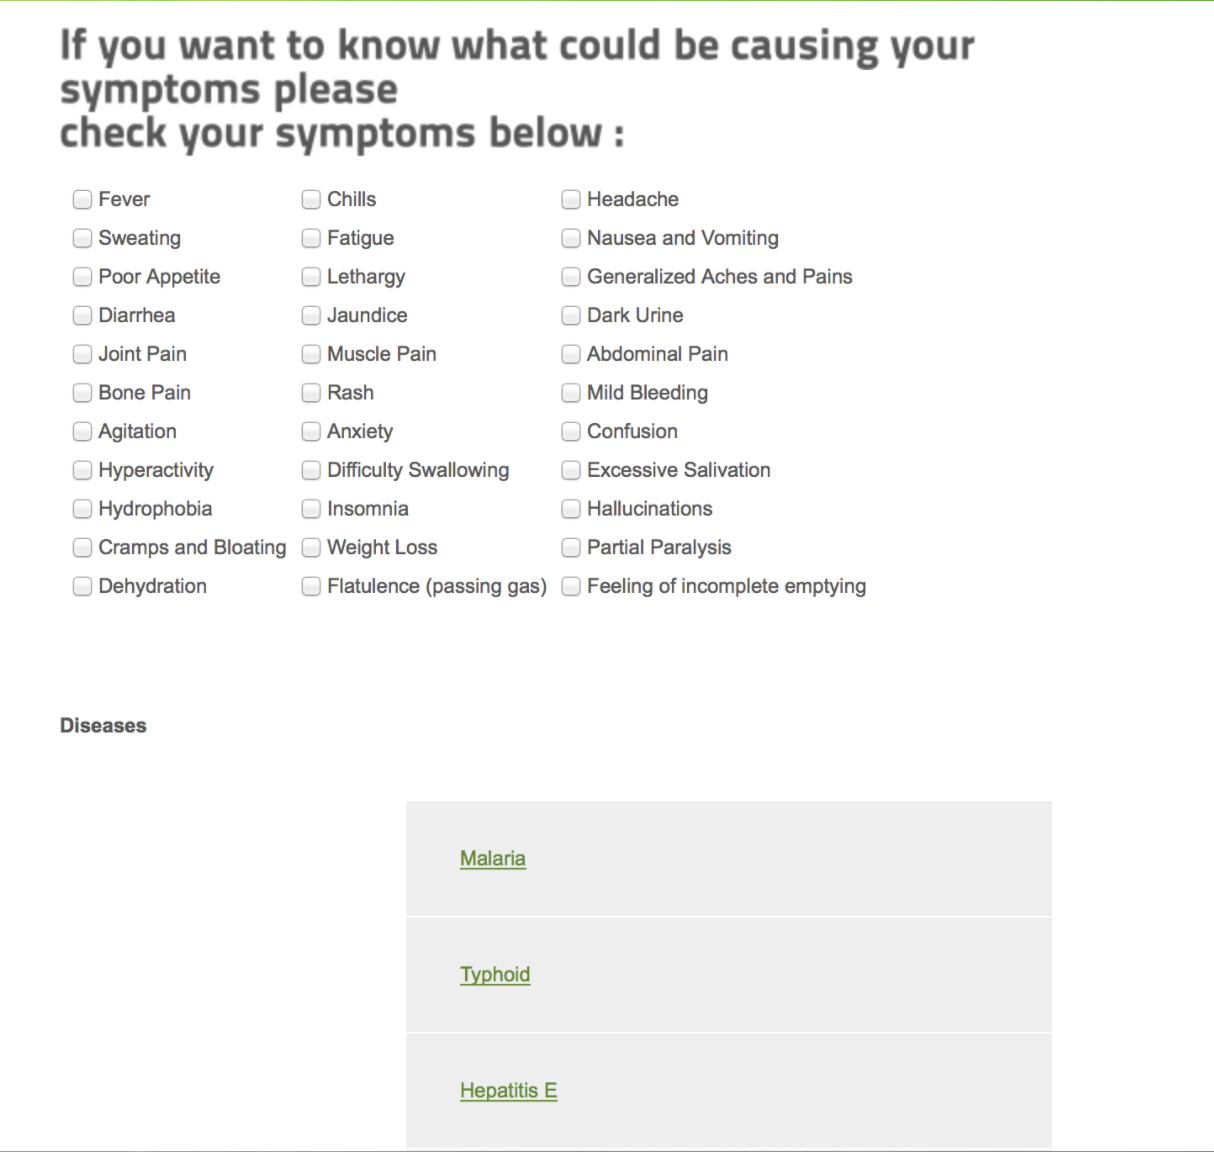 If you want to know what could be causing your
symptoms please
check your symptoms below :
Fever Chills Headache
Sweating Fatigue Nausea and Vomiting
Poor Appetite Lethargy Generalized Aches and Pains
Diarrhea Jaundice Dark Urine
Joint Pain Muscle Pain Abdominal Pain
Bone Pain Rash Mild Bleeding
Agitation Anxiety Confusion
Hyperactivity Difficulty Swallowing Excessive Salivation
Hydrophobia Insomnia Hallucinations
Cramps and Bloating Weight Loss Partial Paralysis
Dehydration Flatulence (passing gas) Feeling of incomplete emptying
Diseases
Malaria
Typhoid
Hepatitis E